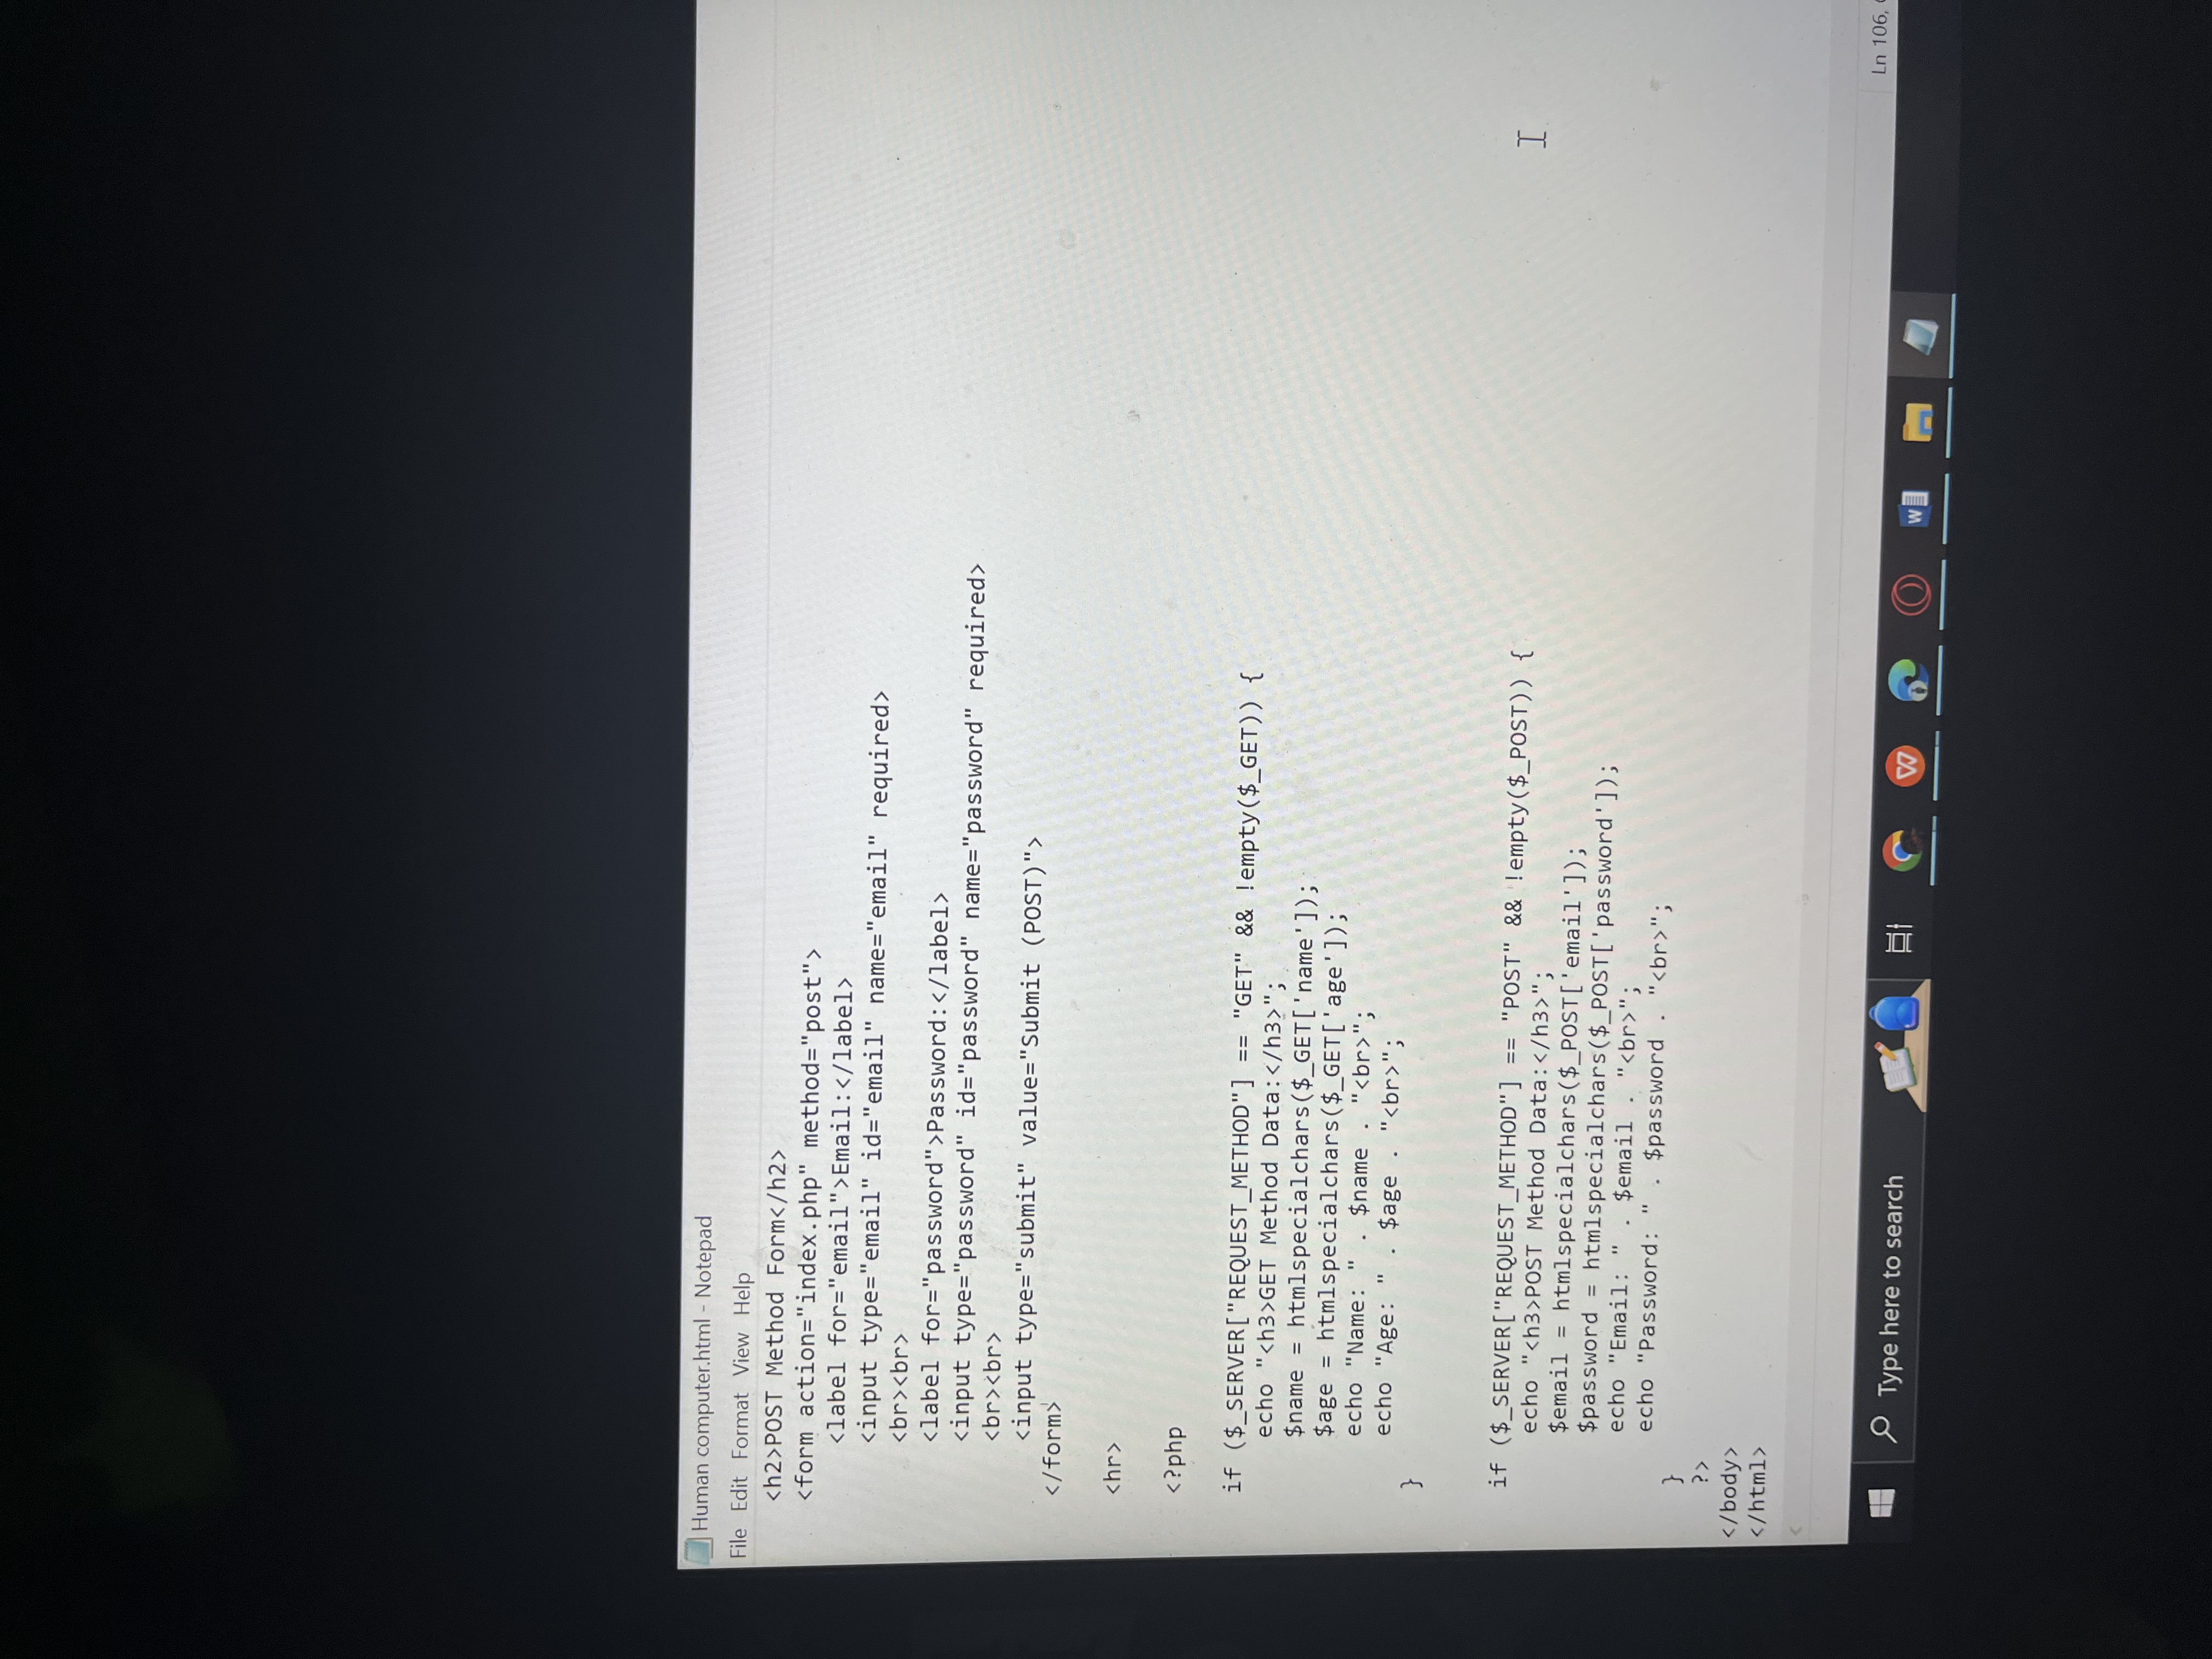 Human computer.html - Notepad
File Edit Format View Help
<h2>POST Method Form</h2>
<form action="index.php" method="post">
<label for="email">Email:</label>
<input type="email" id="email" name="email" required>
<br><br>
<label for="password">Password:</label>
<input type="password" id="password" name="password" required>
<br><br>
<input type="submit" value="Submit (POST)">
</form>
<hr>
<?php
if ($_SERVER["REQUEST_METHOD"] == "GET" && !empty($_GET)) {
echo "<h3>GET Method Data:</h3>";
$name = htmlspecialchars($_GET['name']);
$age = htmlspecialchars($_GET['age']);
echo "Name: " . $name . "<br>";
echo "Age: " . $age . "<br>";
}
if ($_SERVER["REQUEST_METHOD"] == "POST" && !empty($_POST)) {
echo "<h3>POST Method Data:</h3>";
$email = htmlspecialchars($_POST['email']);
$password = htmlspecialchars($_POST['password']);
echo "Email: " . $email . "<br>";
echo "Password: " . $password . "<br>";
}
?>
</body>
</html>
Ln 106,
Type here to search
W